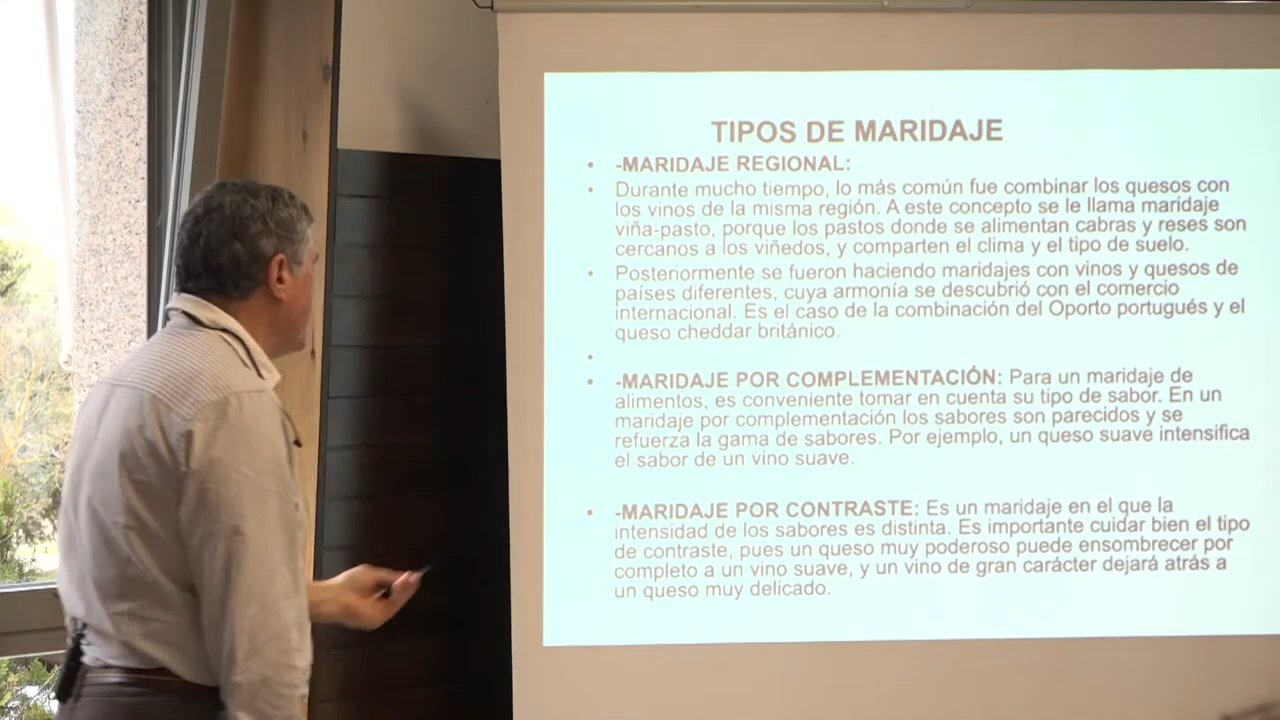 TIPOS DE MARIDAJE
• -MARIDAJE REGIONAL:
• Durante mucho tiempo, lo más común fue combinar los quesos con
los vinos de la misma región. A este concepto se le llama maridaje
viña-pasto, porque los pastos donde se alimentan cabras y reses son
cercanos a los viñedos, y comparten el clima y el tipo de suelo.
• Posteriormente se fueron haciendo maridajes con vinos y quesos de
países diferentes, cuya armonía se descubrió con el comercio
internacional. Es el caso de la combinación del Oporto portugués y el
queso cheddar británico.
•
• -MARIDAJE POR COMPLEMENTACIÓN: Para un maridaje de
alimentos, es conveniente tomar en cuenta su tipo de sabor. En un
maridaje por complementación los sabores son parecidos y se
refuerza la gama de sabores. Por ejemplo, un queso suave intensifica
el sabor de un vino suave.
• -MARIDAJE POR CONTRASTE: Es un maridaje en el que la
intensidad de los sabores es distinta. Es importante cuidar bien el tipo
de contraste, pues un queso muy poderoso puede ensombrecer por
completo a un vino suave, y un vino de gran carácter dejará atrás a
un queso muy delicado.